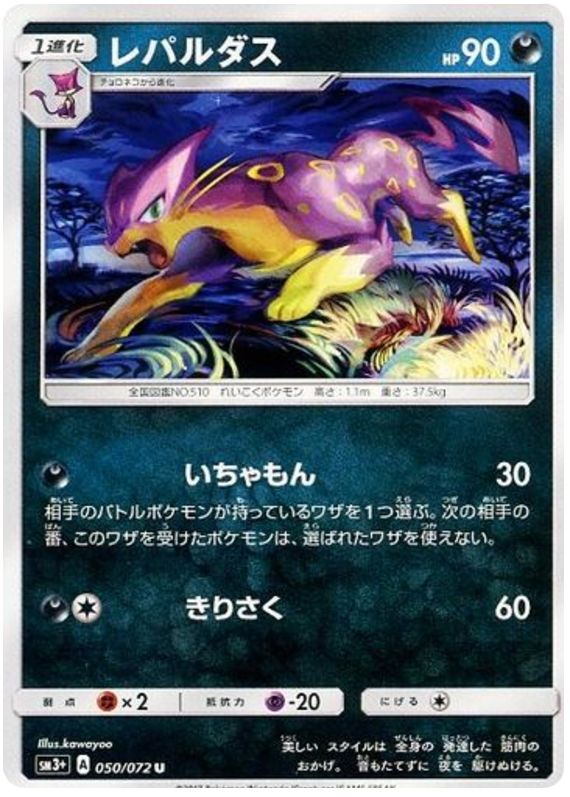 1進化 レパルダス HP90
チョロネコから進化
全国図鑑NO.510 れいこくポケモン 高さ：1.1m 重さ：37.5kg
いちゃもん 30
相手のバトルポケモンが持っているワザを1つ選ぶ。次の相手の
番、このワザを受けたポケモンは、選ばれたワザを使えない。
きりさく 60
弱点 ×2 抵抗力 -20 にげる
Illus.kawayoo
SM3+ A 050/072 U
美しい スタイルは 全身の 発達した 筋肉の
おかげ。 音もたてずに 夜を 駆けぬける。